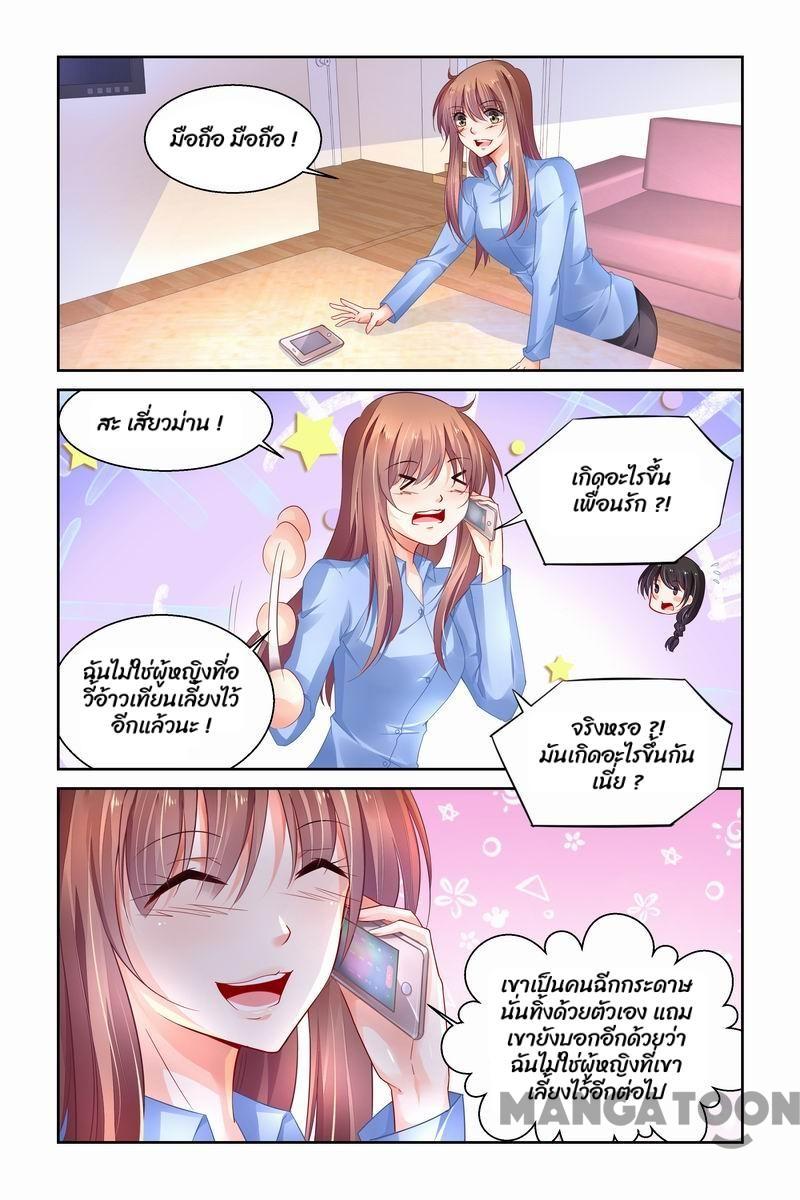 มือถือ มือถือ !
สะ เสี่ยวม่าน !
เกิดอะไรขึ้น
เพื่อนรัก ?!
ฉันไม่ใช่ผู้หญิงที่อ
วี้อ้าวเทียนเลี้ยงไว้
อีกแล้วนะ !
จริงหรอ ?!
มันเกิดอะไรขึ้นกัน
เนี่ย ?
เขาเป็นคนฉีกกระดาษ
นั่นทิ้งด้วยตัวเอง แถม
เขายังบอกอีกด้วยว่า
ฉันไม่ใช่ผู้หญิงที่เขา
เลี้ยงไว้อีกต่อไป
MANGATOON